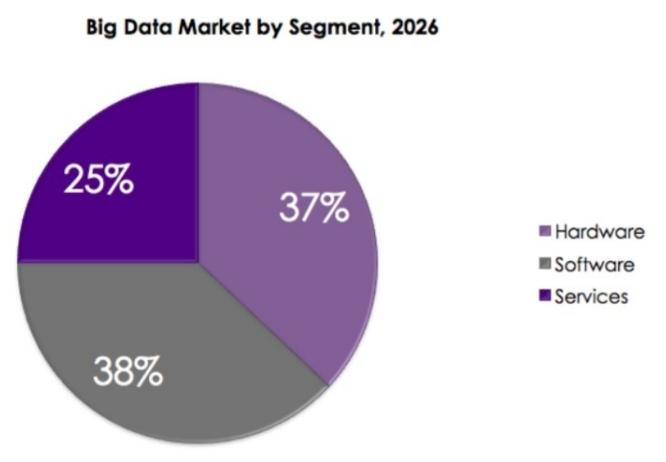 Big Data Market by Segment, 2026
25%
37%
38%
Hardware
Software
Services